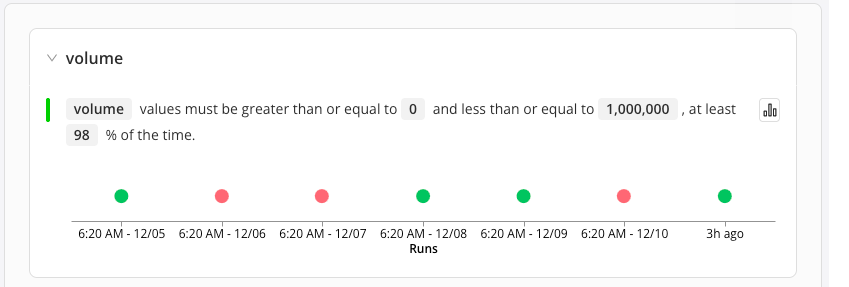 volume
volume values must be greater than or equal to 0 and less than or equal to 1,000,000 , at least
98 % of the time.
6:20 AM - 12/05 6:20 AM - 12/06 6:20 AM - 12/07 6:20 AM - 12/08 6:20 AM - 12/09 6:20 AM - 12/10 3h ago
Runs